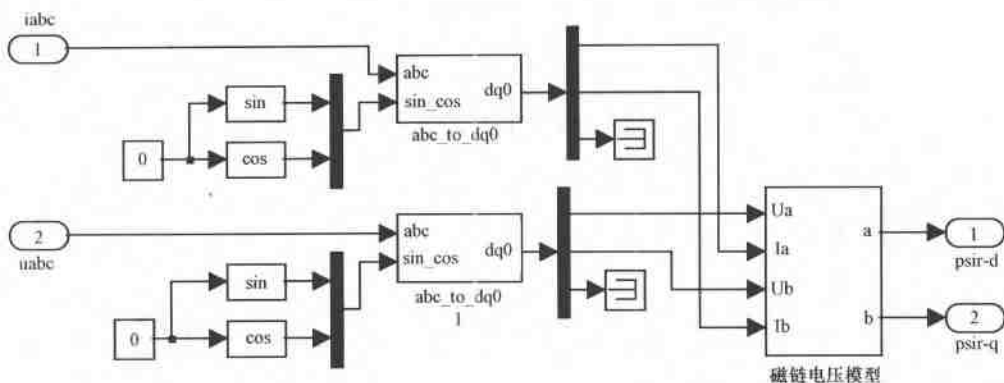 iabc
1
abc
sin_cos
dq0
abc_to_dq0
sin
0
cos
2
uabc
abc
sin_cos
dq0
abc_to_dq0
1
sin
0
cos
Ua
Ia
Ub
Ib
a
b
磁链电压模型
1
psir-d
2
psir-q